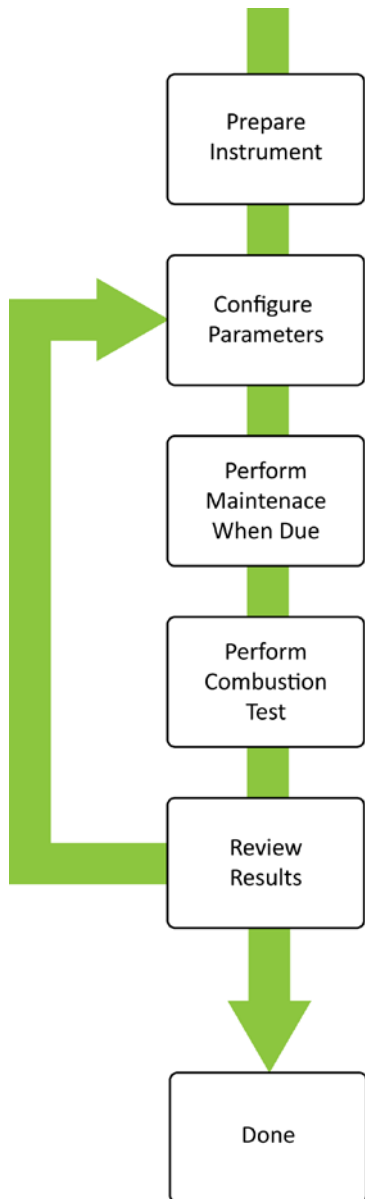 Prepare
Instrument
Configure
Parameters
Perform
Maintenace
When Due
Perform
Combustion
Test
Review
Results
Done